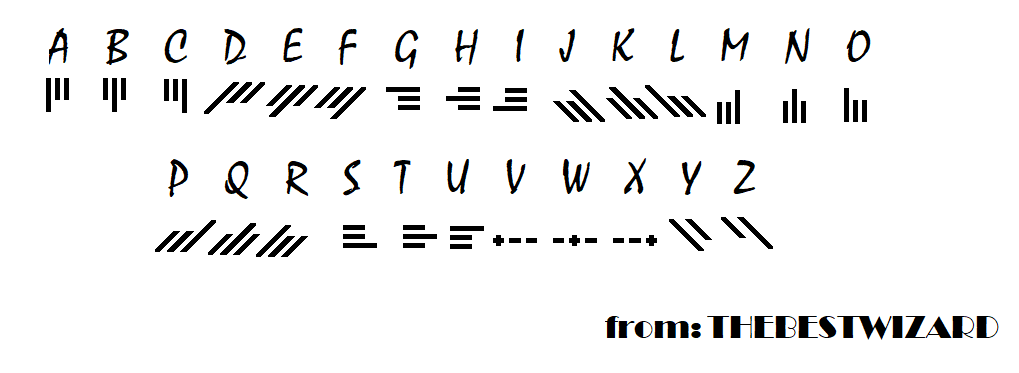 A B C D E F G H I J K L M N O
P Q R S T U V W X Y Z
from: THEBESTWIZARD